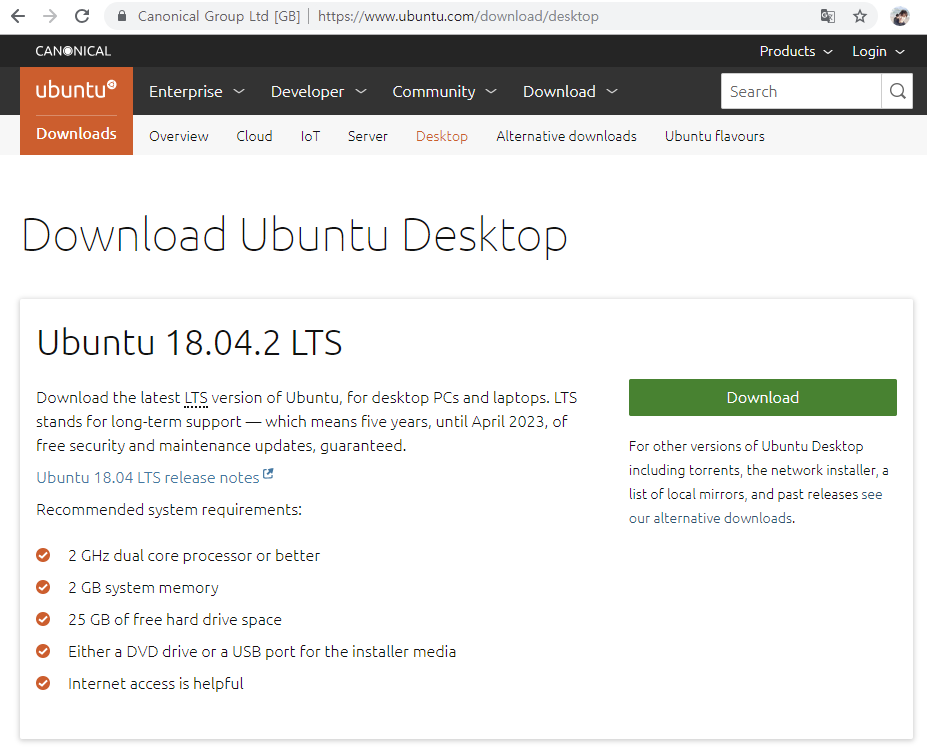 Canonical Group Ltd [GB] | https://www.ubuntu.com/download/desktop
CANONICAL
Products Login
ubuntu Enterprise Developer Community Download Search
Downloads Overview Cloud IoT Server Desktop Alternative downloads Ubuntu flavours
Download Ubuntu Desktop
Ubuntu 18.04.2 LTS
Download the latest LTS version of Ubuntu, for desktop PCs and laptops. LTS
stands for long-term support — which means five years, until April 2023, of
free security and maintenance updates, guaranteed.
Ubuntu 18.04 LTS release notes
Recommended system requirements:
2 GHz dual core processor or better
2 GB system memory
25 GB of free hard drive space
Either a DVD drive or a USB port for the installer media
Internet access is helpful
Download
For other versions of Ubuntu Desktop
including torrents, the network installer, a
list of local mirrors, and past releases see
our alternative downloads.